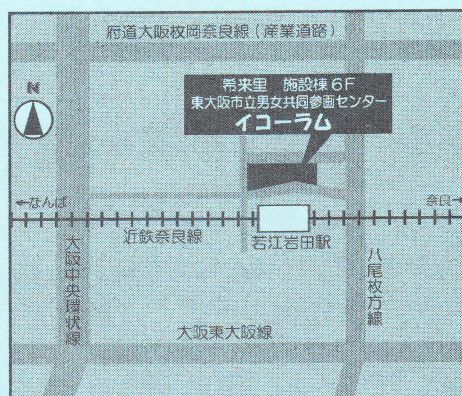 府道大阪枚岡奈良線(産業道路)
N
希来里 施設棟6F
東大阪市立男女共同参画センター
イコーラム
←なんば
奈良→
近鉄奈良線
若江岩田駅
大阪中央環状線
八尾枚方線
大阪東大阪線